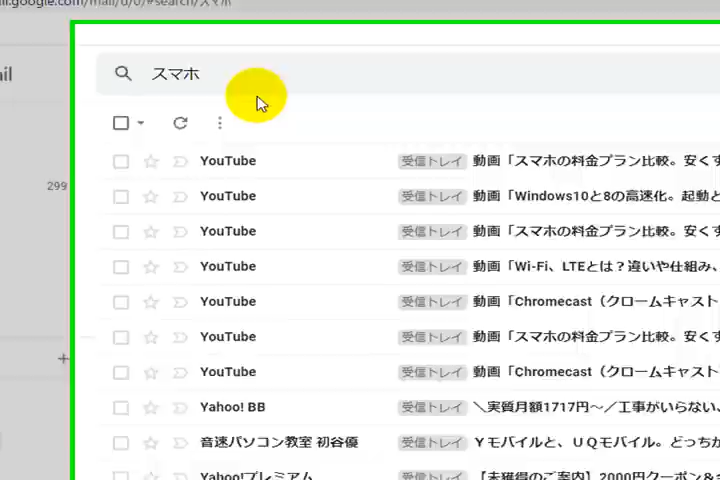 mail.google.com/mail/u/0/#search/スマホ
スマホ
299
YouTube 受信トレイ 動画「スマホの料金プラン比較。安くす
YouTube 受信トレイ 動画「Windows10と8の高速化。起動と
YouTube 受信トレイ 動画「スマホの料金プラン比較。安くす
YouTube 受信トレイ 動画「Wi-Fi、LTEとは？違いや仕組み、
YouTube 受信トレイ 動画「Chromecast（クロームキャスト
YouTube 受信トレイ 動画「スマホの料金プラン比較。安くす
YouTube 受信トレイ 動画「Chromecast（クロームキャスト
Yahoo! BB 受信トレイ ＼実質月額1717円～／工事がいらない、
音速パソコン教室 初谷優 受信トレイ Ｙモバイルと、ＵＱモバイル。どっちか
Yahoo!プレミアム 受信トレイ 【未獲得のご案内】2000円クーポン＆